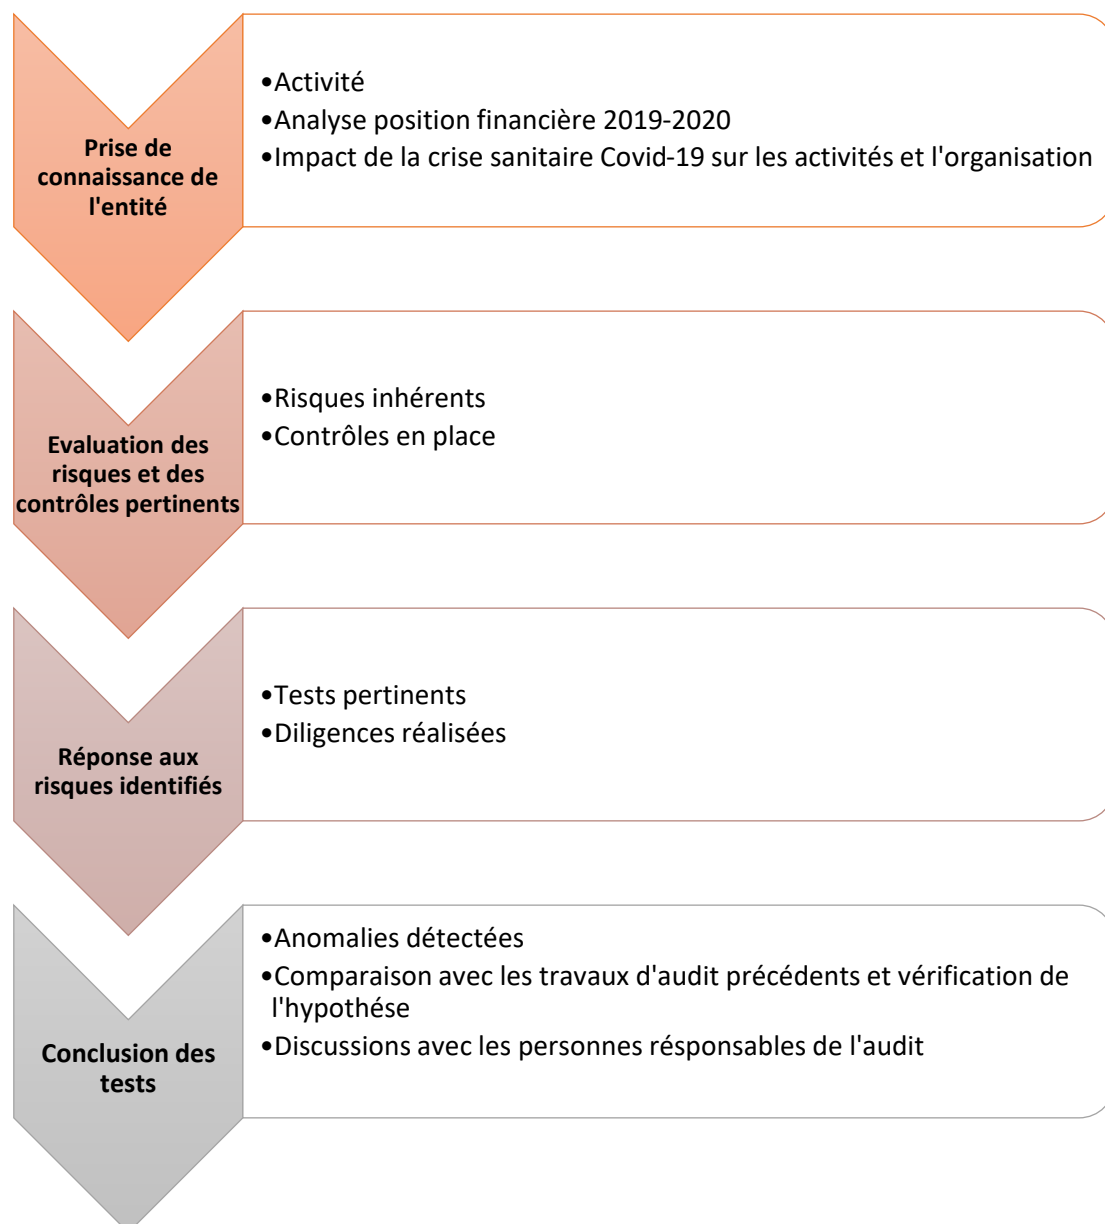 Prise de
connaissance de
l'entité
•Activité
•Analyse position financière 2019-2020
•Impact de la crise sanitaire Covid-19 sur les activités et l'organisation
Evaluation des
risques et des
contrôles pertinents
•Risques inhérents
•Contrôles en place
Réponse aux
risques identifiés
•Tests pertinents
•Diligences réalisées
Conclusion des
tests
•Anomalies détectées
•Comparaison avec les travaux d'audit précédents et vérification de
l'hypothése
•Discussions avec les personnes résponsables de l'audit